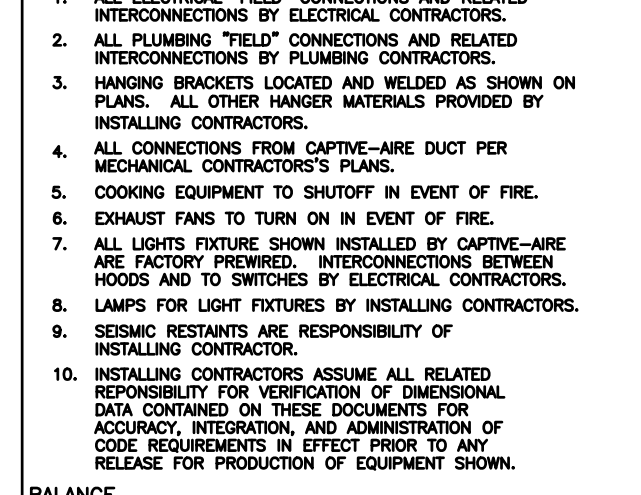 1. ALL ELECTRICAL "FIELD" CONNECTIONS AND RELATED
INTERCONNECTIONS BY ELECTRICAL CONTRACTORS.
2. ALL PLUMBING "FIELD" CONNECTIONS AND RELATED
INTERCONNECTIONS BY PLUMBING CONTRACTORS.
3. HANGING BRACKETS LOCATED AND WELDED AS SHOWN ON
PLANS. ALL OTHER HANGER MATERIALS PROVIDED BY
INSTALLING CONTRACTORS.
4. ALL CONNECTIONS FROM CAPTIVE-AIRE DUCT PER
MECHANICAL CONTRACTORS'S PLANS.
5. COOKING EQUIPMENT TO SHUTOFF IN EVENT OF FIRE.
6. EXHAUST FANS TO TURN ON IN EVENT OF FIRE.
7. ALL LIGHTS FIXTURE SHOWN INSTALLED BY CAPTIVE-AIRE
ARE FACTORY PREWIRED. INTERCONNECTIONS BETWEEN
HOODS AND TO SWITCHES BY ELECTRICAL CONTRACTORS.
8. LAMPS FOR LIGHT FIXTURES BY INSTALLING CONTRACTORS.
9. SEISMIC RESTAINTS ARE RESPONSIBILITY OF
INSTALLING CONTRACTOR.
10. INSTALLING CONTRACTORS ASSUME ALL RELATED
REPONSIBILITY FOR VERIFICATION OF DIMENSIONAL
DATA CONTAINED ON THESE DOCUMENTS FOR
ACCURACY, INTEGRATION, AND ADMINISTRATION OF
CODE REQUIREMENTS IN EFFECT PRIOR TO ANY
RELEASE FOR PRODUCTION OF EQUIPMENT SHOWN.
BALANCE